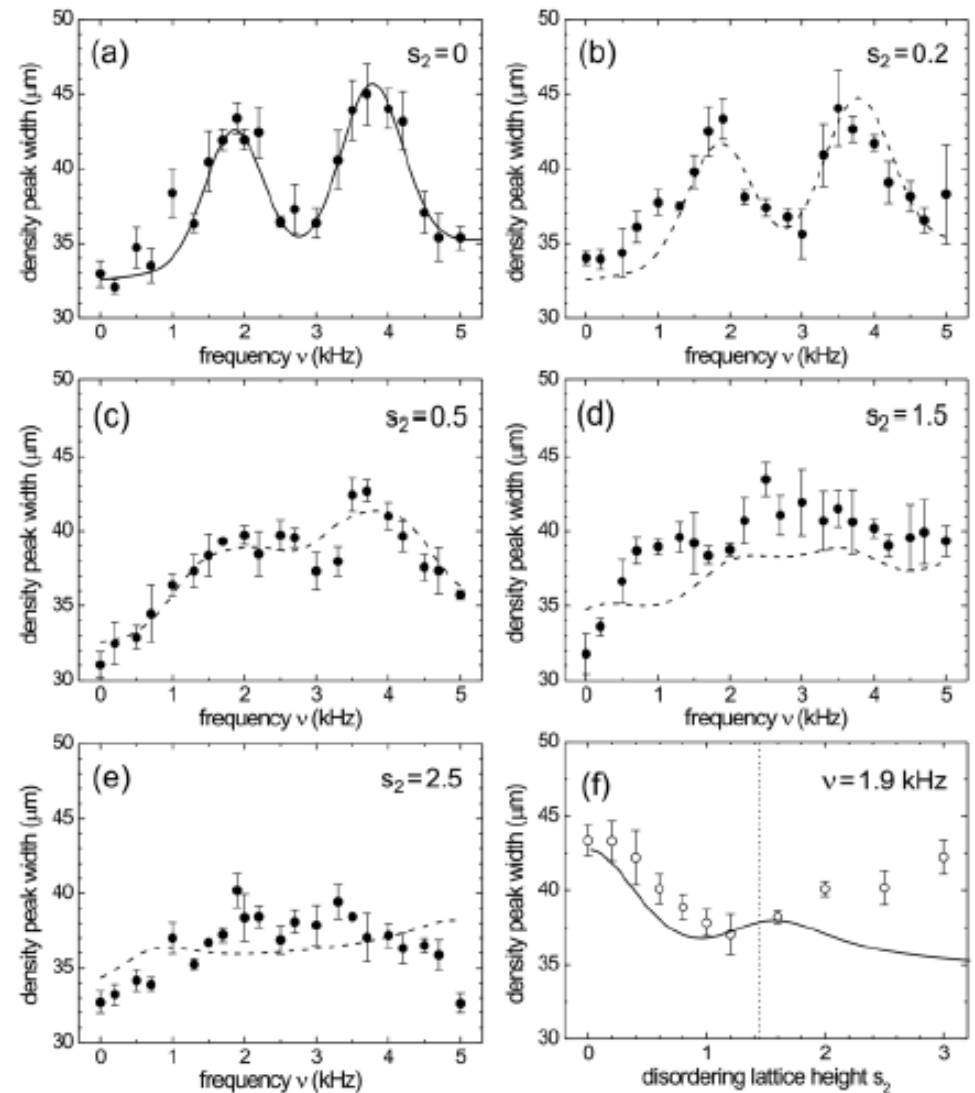 (a)
s₂=0
50
45
40
35
30
density peak width (μm)
0 1 2 3 4 5
frequency ν (kHz)
(b)
s₂=0.2
50
45
40
35
30
density peak width (μm)
0 1 2 3 4 5
frequency ν (kHz)
(c)
s₂=0.5
50
45
40
35
30
density peak width (μm)
0 1 2 3 4 5
frequency ν (kHz)
(d)
s₂=1.5
50
45
40
35
30
density peak width (μm)
0 1 2 3 4 5
frequency ν (kHz)
(e)
s₂=2.5
50
45
40
35
30
density peak width (μm)
0 1 2 3 4 5
frequency ν (kHz)
(f)
ν=1.9 kHz
50
45
40
35
30
density peak width (μm)
0 1 2 3
disordering lattice height s₂